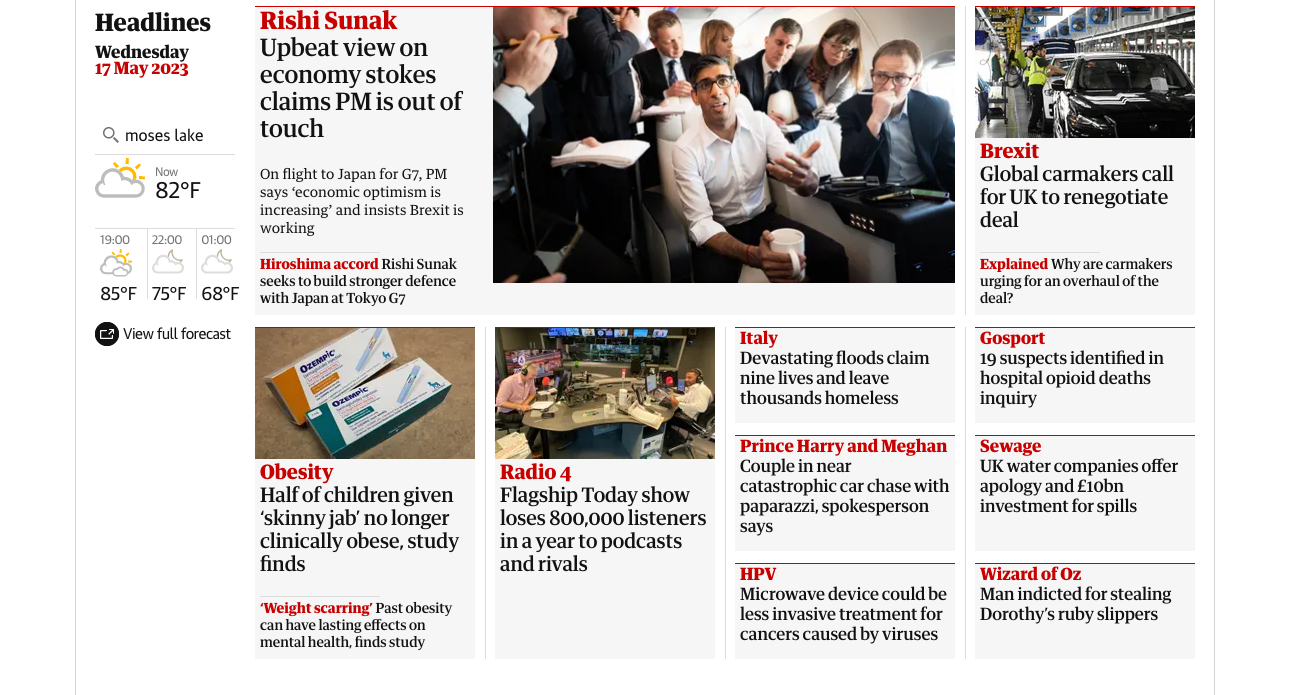 Headlines
Wednesday
17 May 2023
moses lake
Now
82°F
19:00
22:00
01:00
85°F
75°F
68°F
View full forecast
Rishi Sunak
Upbeat view on
economy stokes
claims PM is out of
touch
On flight to Japan for G7, PM
says ‘economic optimism is
increasing’ and insists Brexit is
working
Hiroshima accord Rishi Sunak
seeks to build stronger defence
with Japan at Tokyo G7
Brexit
Global carmakers call
for UK to renegotiate
deal
Explained Why are carmakers
urging for an overhaul of the
deal?
OZEMPIC
OZEMPIC
Obesity
Half of children given
‘skinny jab’ no longer
clinically obese, study
finds
‘Weight scarring’ Past obesity
can have lasting effects on
mental health, finds study
Radio 4
Flagship Today show
loses 800,000 listeners
in a year to podcasts
and rivals
Italy
Devastating floods claim
nine lives and leave
thousands homeless
Prince Harry and Meghan
Couple in near
catastrophic car chase with
paparazzi, spokesperson
says
HPV
Microwave device could be
less invasive treatment for
cancers caused by viruses
Gosport
19 suspects identified in
hospital opioid deaths
inquiry
Sewage
UK water companies offer
apology and £10bn
investment for spills
Wizard of Oz
Man indicted for stealing
Dorothy’s ruby slippers